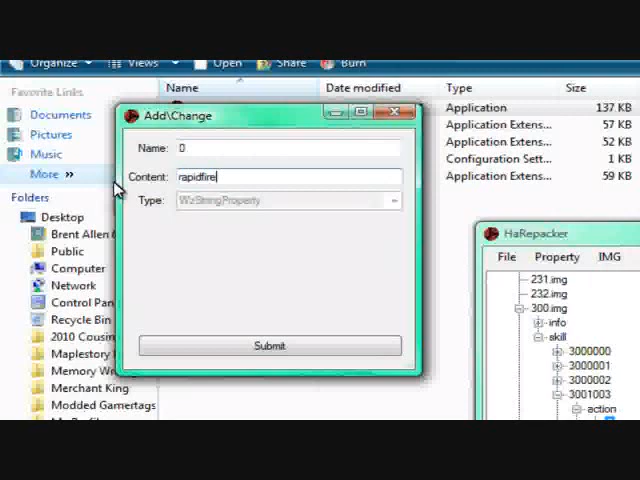 Organize Views Open Share Burn
Favorite Links
Documents
Pictures
Music
More »
Folders
Desktop
Brent Allen
Public
Computer
Network
Control Pan
Recycle Bin
2010 Cousin
Maplestory
Memory Wr
Merchant King
Modded Gamertags
Name Date modified Type Size
Application 137 KB
Application Extens... 57 KB
Application Extens... 52 KB
Configuration Sett... 1 KB
Application Extens... 59 KB
Add\Change
Name: 0
Content: rapidfire
Type: WzStringProperty
Submit
HaRepacker
File Property IMG
231.img
232.img
300.img
info
skill
3000000
3000001
3000002
3001003
action